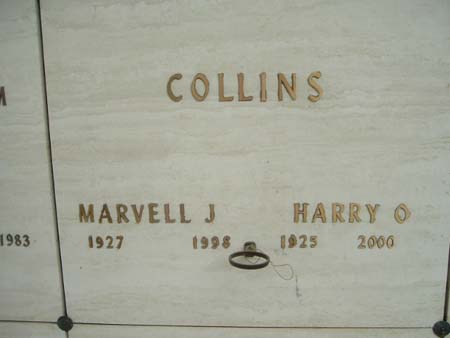 COLLINS
MARVELL J HARRY O
1927 1998 1925 2000
M
1983